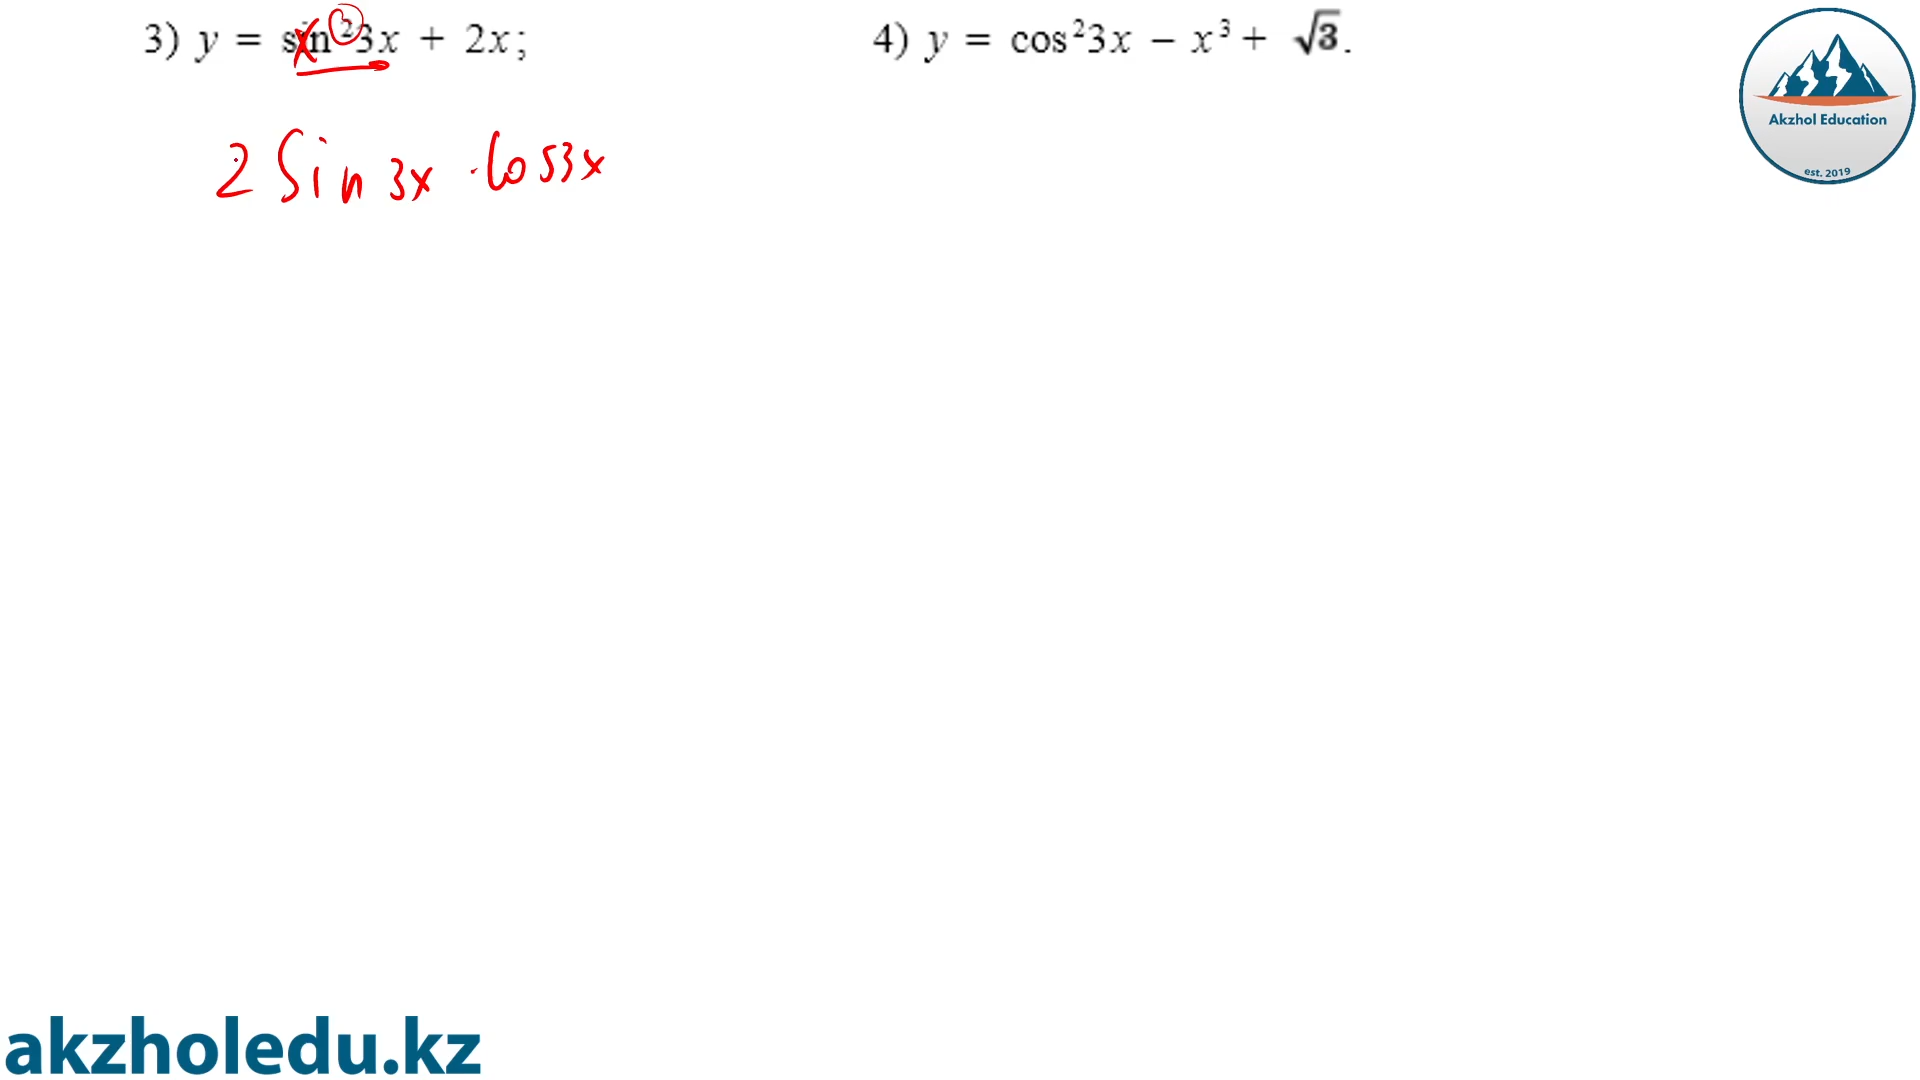 3) y = sin²3x + 2x;
x
2 Sin 3x · Cos3x
4) y = cos²3x − x³ + √3.
Akzhol Education
est. 2019
akzholedu.kz